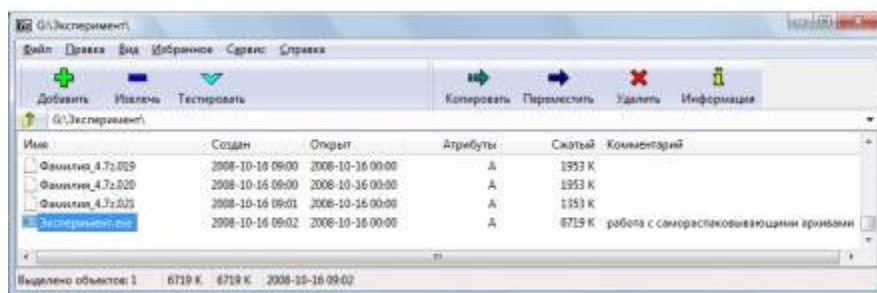 G:\Эксперимент\
Файл Правка Вид Избранное Сервис Справка
Добавить Извлечь Тестировать Копировать Переместить Удалить Информация
G:\Эксперимент\
Имя Создан Открыт Атрибуты Сжатый Комментарий
Фамилия_4.7z.019 2008-10-16 09:00 2008-10-16 00:00 A 1953 K
Фамилия_4.7z.020 2008-10-16 09:00 2008-10-16 00:00 A 1953 K
Фамилия_4.7z.021 2008-10-16 09:01 2008-10-16 00:00 A 1353 K
Эксперимент.exe 2008-10-16 09:02 2008-10-16 00:00 A 6719 K работа с самораспаковывающими архивами
Выделено объектов: 1 6719 K 6719 K 2008-10-16 09:02